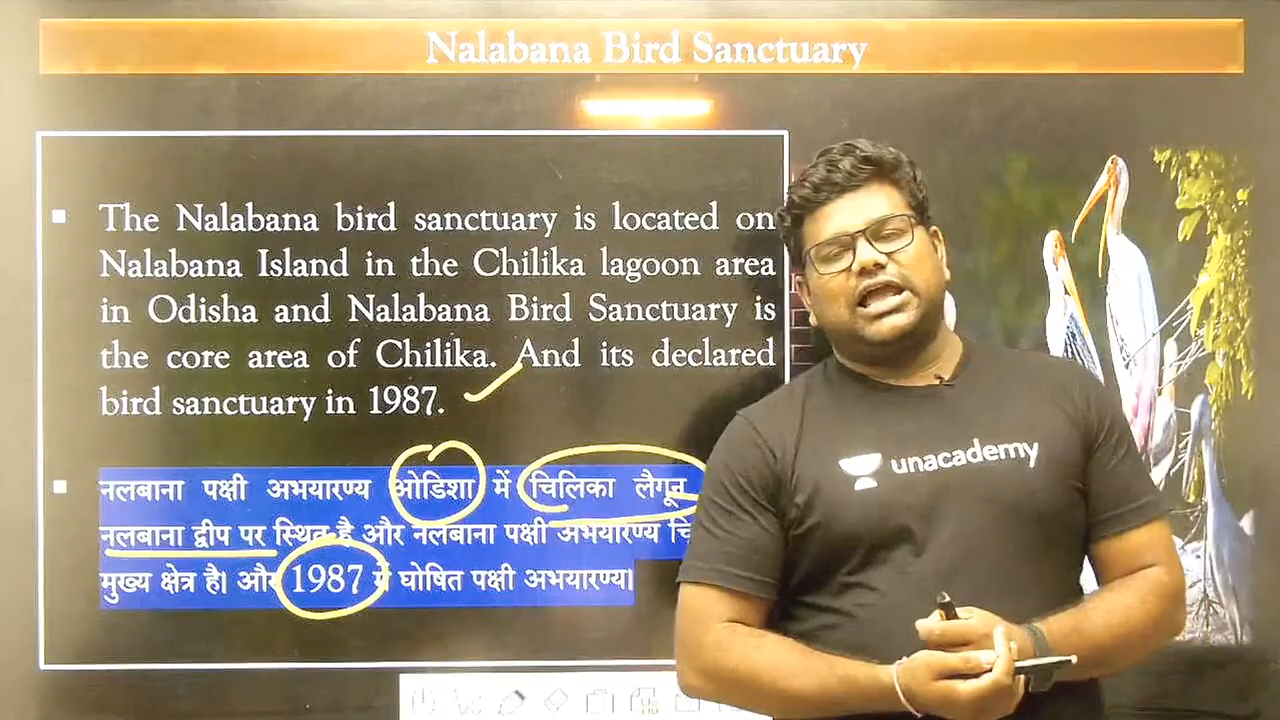 Nalabana Bird Sanctuary
The Nalabana bird sanctuary is located on
Nalabana Island in the Chilika lagoon area
in Odisha and Nalabana Bird Sanctuary is
the core area of Chilika. And its declared
bird sanctuary in 1987.
नलबाना पक्षी अभयारण्य ओडिशा में चिलिका लैगून
नलबाना द्वीप पर स्थित है और नलबाना पक्षी अभयारण्य
मुख्य क्षेत्र है। और 1987 में घोषित पक्षी अभयारण्य।
unacademy